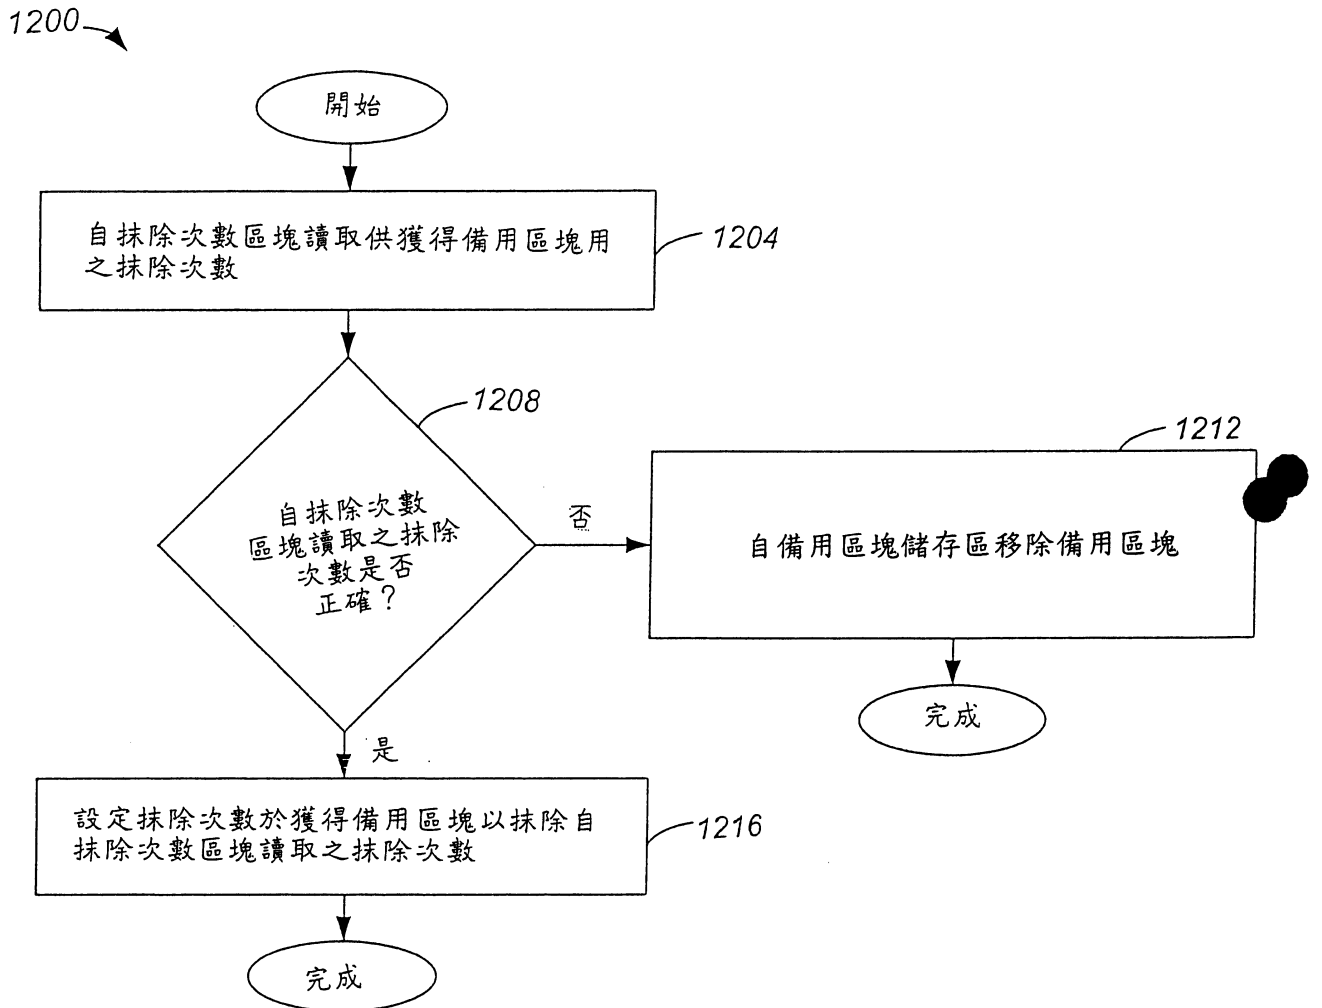 1200
開始
自抹除次數區塊讀取供獲得備用區塊用
之抹除次數
1204
1208
自抹除次數
區塊讀取之抹除
次數是否
正確？
否
1212
自備用區塊儲存區移除備用區塊
完成
是
設定抹除次數於獲得備用區塊以抹除自
抹除次數區塊讀取之抹除次數
1216
完成